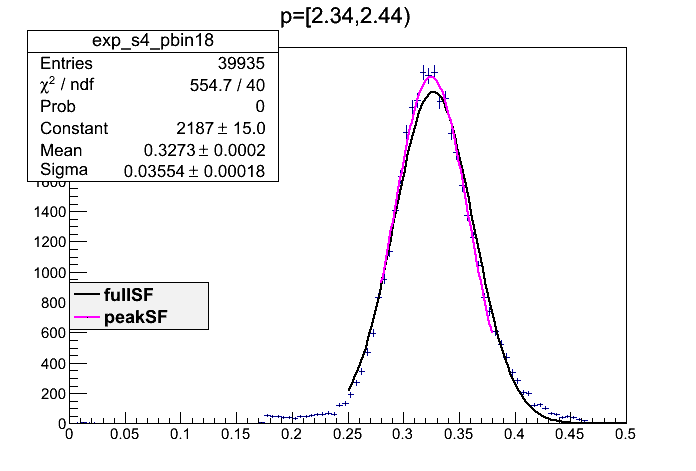 p=[2.34,2.44)
exp_s4_pbin18
Entries 39935
χ² / ndf 554.7 / 40
Prob 0
Constant 2187 ± 15.0
Mean 0.3273 ± 0.0002
Sigma 0.03554 ± 0.00018
1600
1400
1200
1000
800
fullSF
peakSF
600
400
200
0
0 0.05 0.1 0.15 0.2 0.25 0.3 0.35 0.4 0.45 0.5